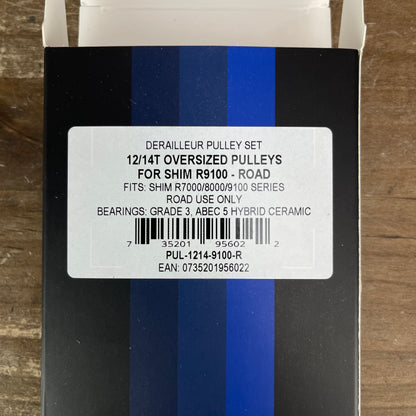 DERAILLEUR PULLEY SET
12/14T OVERSIZED PULLEYS
FOR SHIM R9100 - ROAD
FITS: SHIM R7000/8000/9100 SERIES
ROAD USE ONLY
BEARINGS: GRADE 3, ABEC 5 HYBRID CERAMIC
7 35201 95602 2
PUL-1214-9100-R
EAN: 0735201956022